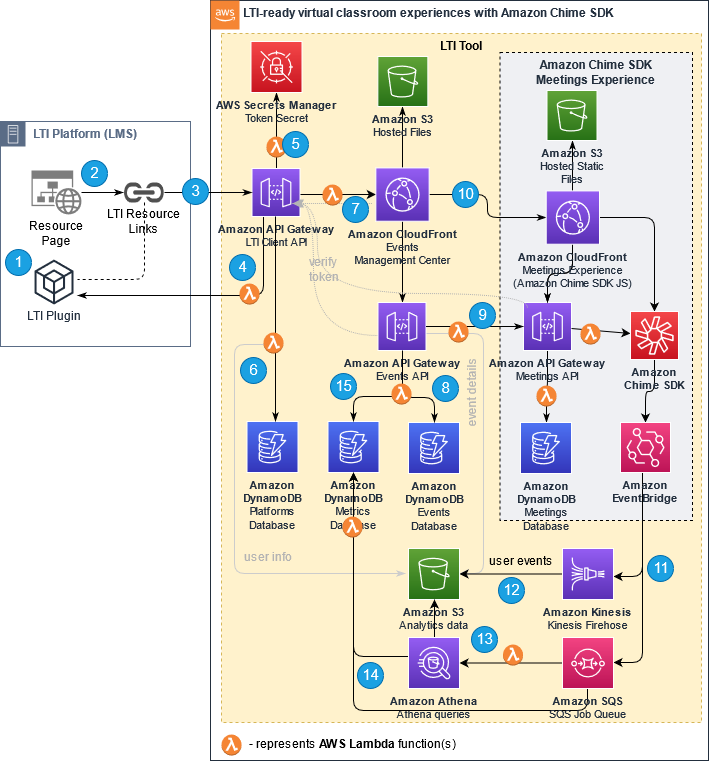 aws
LTI-ready virtual classroom experiences with Amazon Chime SDK
LTI Tool
Amazon Chime SDK
Meetings Experience
AWS Secrets Manager
Token Secret
Amazon S3
Hosted Files
Amazon S3
Hosted Static
Files
LTI Platform (LMS)
5
1
2
3
Resource
Page
LTI Resource
Links
LTI Plugin
4
Amazon API Gateway
LTI Client API
7
Amazon CloudFront
Events
Management Center
10
Amazon CloudFront
Meetings Experience
(Amazon Chime SDK JS)
verify
token
6
Amazon API Gateway
Events API
9
Amazon API Gateway
Meetings API
Amazon
Chime SDK
15
8
event details
Amazon
DynamoDB
Platforms
Database
Amazon
DynamoDB
Metrics
Database
Amazon
DynamoDB
Events
Database
Amazon
DynamoDB
Meetings
Database
Amazon
EventBridge
user info
user events
11
12
Amazon S3
Analytics data
Amazon Kinesis
Kinesis Firehose
13
14
Amazon Athena
Athena queries
Amazon SQS
SQS Job Queue
λ - represents AWS Lambda function(s)